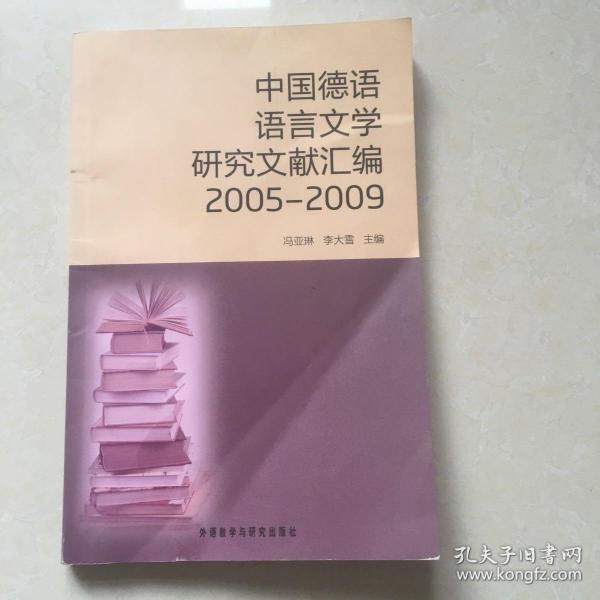 中国德语
语言文学
研究文献汇编
2005-2009
冯亚琳 李大雪 主编
外语教学与研究出版社
孔夫子旧书网
www.kongfz.com